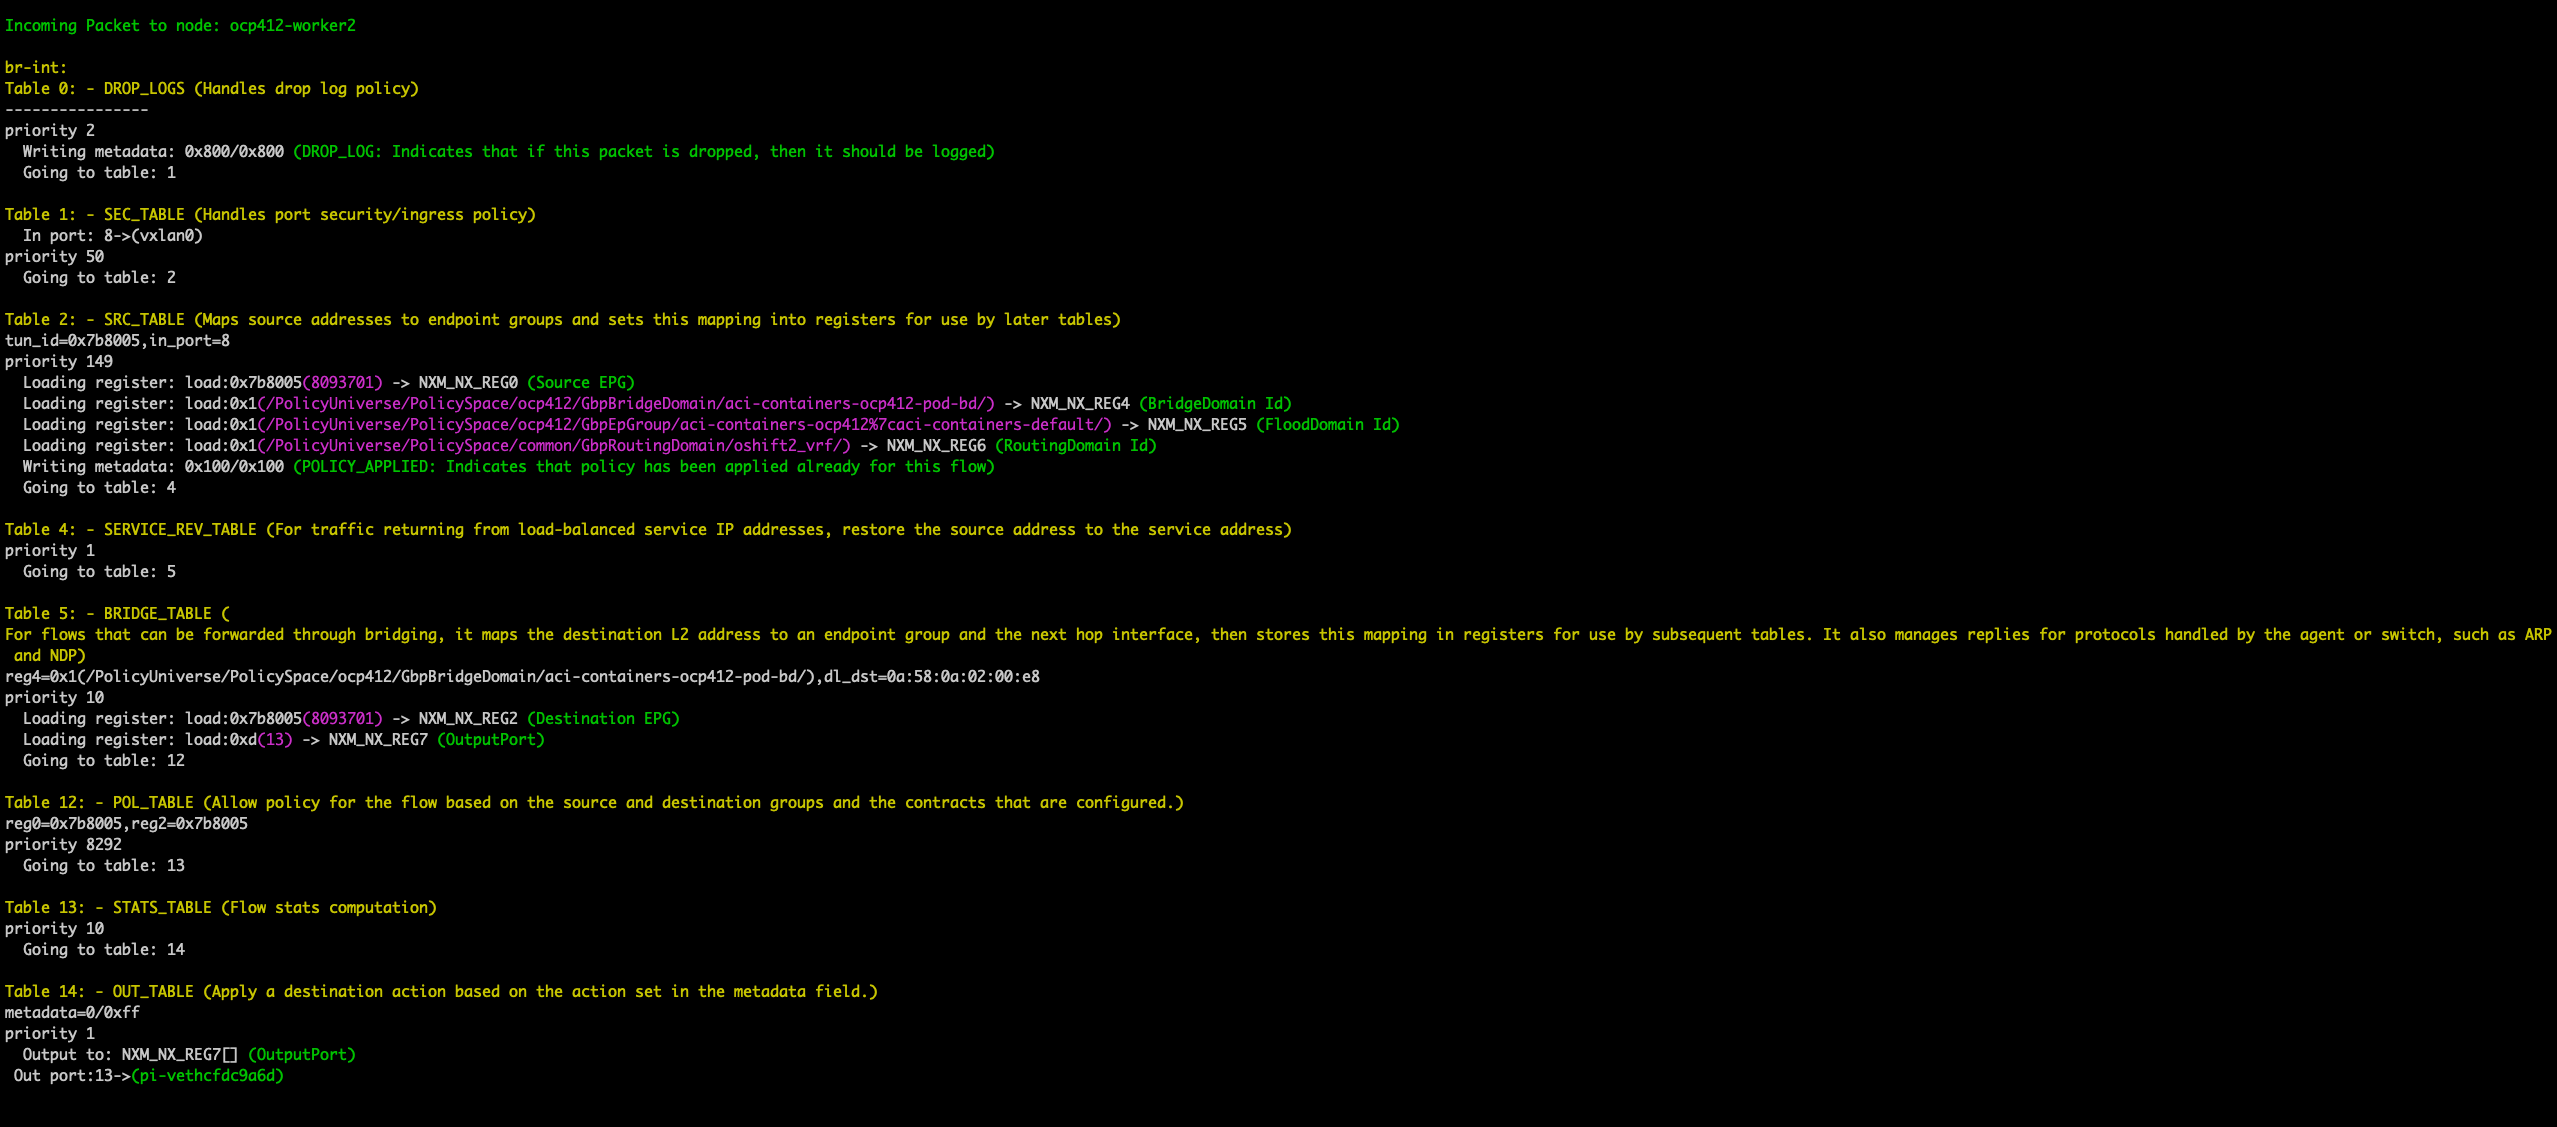 Incoming Packet to node: ocp412-worker2
br-int:
Table 0: - DROP_LOGS (Handles drop log policy)
----------------
priority 2
Writing metadata: 0x800/0x800 (DROP_LOG: Indicates that if this packet is dropped, then it should be logged)
Going to table: 1
Table 1: - SEC_TABLE (Handles port security/ingress policy)
In port: 8->(vxlan0)
priority 50
Going to table: 2
Table 2: - SRC_TABLE (Maps source addresses to endpoint groups and sets this mapping into registers for use by later tables)
tun_id=0x7b8005,in_port=8
priority 149
Loading register: load:0x7b8005(8093701) -> NXM_NX_REG0 (Source EPG)
Loading register: load:0x1(/PolicyUniverse/PolicySpace/ocp412/GbpBridgeDomain/aci-containers-ocp412-pod-bd/) -> NXM_NX_REG4 (BridgeDomain Id)
Loading register: load:0x1(/PolicyUniverse/PolicySpace/ocp412/GbpEpGroup/aci-containers-ocp412%7caci-containers-default/) -> NXM_NX_REG5 (FloodDomain Id)
Loading register: load:0x1(/PolicyUniverse/PolicySpace/common/GbpRoutingDomain/oshift2_vrf/) -> NXM_NX_REG6 (RoutingDomain Id)
Writing metadata: 0x100/0x100 (POLICY_APPLIED: Indicates that policy has been applied already for this flow)
Going to table: 4
Table 4: - SERVICE_REV_TABLE (For traffic returning from load-balanced service IP addresses, restore the source address to the service address)
priority 1
Going to table: 5
Table 5: - BRIDGE_TABLE (
For flows that can be forwarded through bridging, it maps the destination L2 address to an endpoint group and the next hop interface, then stores this mapping in registers for use by subsequent tables. It also manages replies for protocols handled by the agent or switch, such as ARP
and NDP)
reg4=0x1(/PolicyUniverse/PolicySpace/ocp412/GbpBridgeDomain/aci-containers-ocp412-pod-bd/),dl_dst=0a:58:0a:02:00:e8
priority 10
Loading register: load:0x7b8005(8093701) -> NXM_NX_REG2 (Destination EPG)
Loading register: load:0xd(13) -> NXM_NX_REG7 (OutputPort)
Going to table: 12
Table 12: - POL_TABLE (Allow policy for the flow based on the source and destination groups and the contracts that are configured.)
reg0=0x7b8005,reg2=0x7b8005
priority 8292
Going to table: 13
Table 13: - STATS_TABLE (Flow stats computation)
priority 10
Going to table: 14
Table 14: - OUT_TABLE (Apply a destination action based on the action set in the metadata field.)
metadata=0/0xff
priority 1
Output to: NXM_NX_REG7[] (OutputPort)
Out port:13->(pi-vethcfdc9a6d)